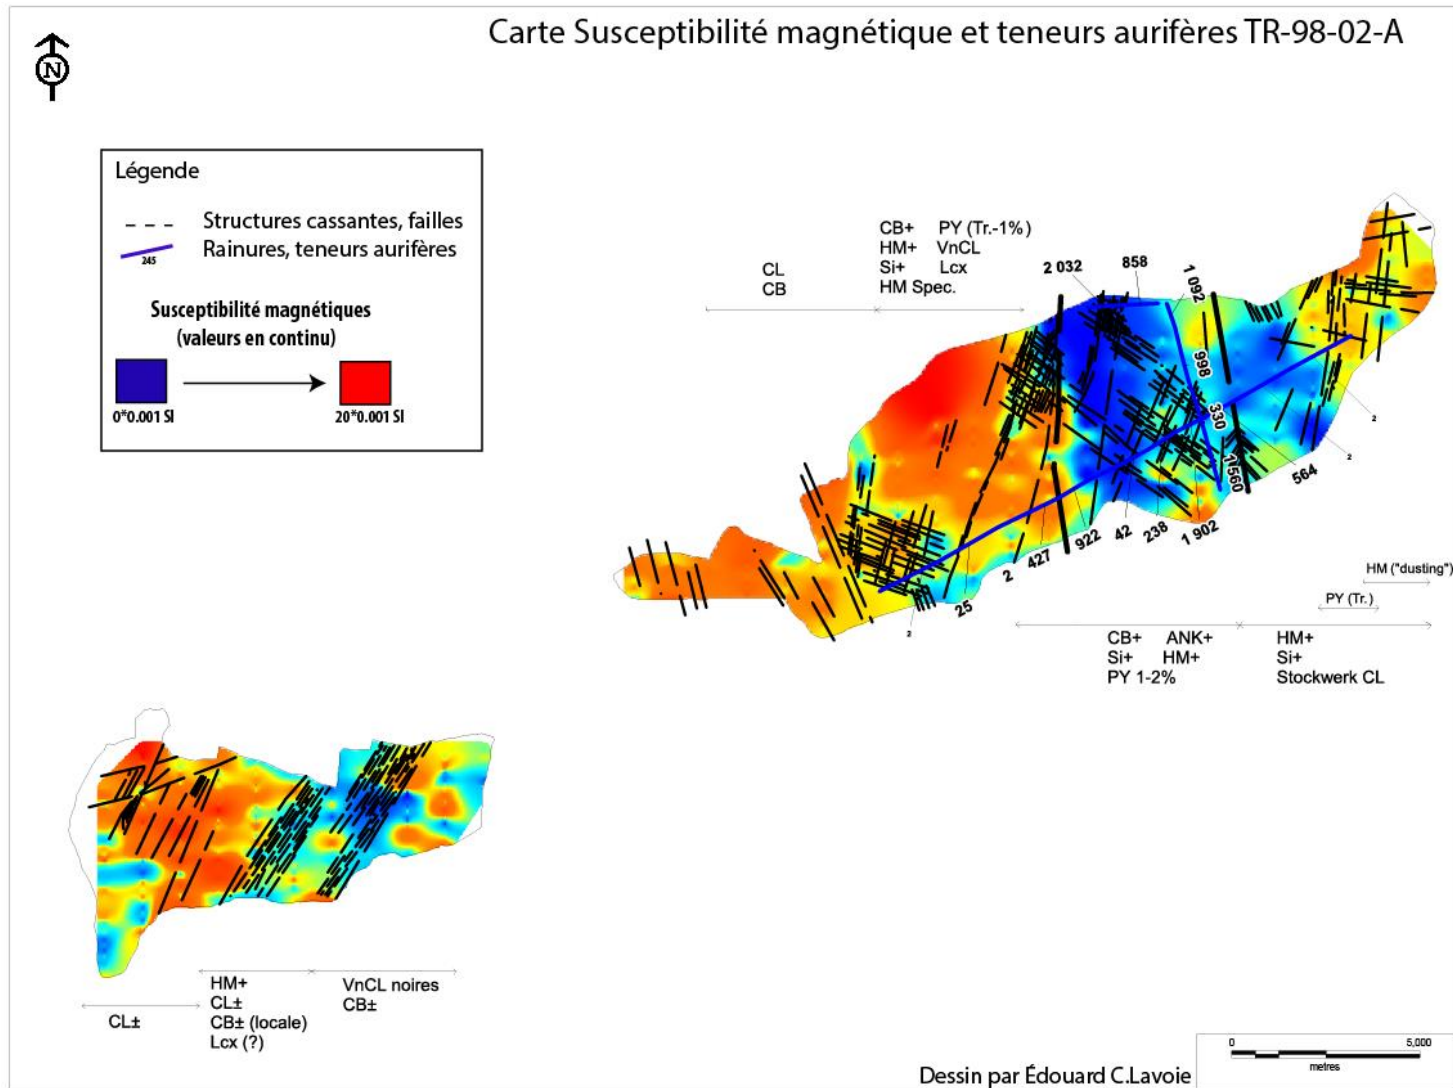 Carte Susceptibilité magnétique et teneurs aurifères TR-98-02-A
N
Légende
Structures cassantes, failles
Rainures, teneurs aurifères
245
Susceptibilité magnétiques
(valeurs en continu)
0*0.001 SI
20*0.001 SI
CL
CB
CB+ PY (Tr.-1%)
HM+ VnCL
Si+ Lcx
HM Spec.
2 032
858
1 092
998
330
1 560
564
2
2
1 902
238
42
922
427
2
25
2
HM ("dusting")
PY (Tr.)
CB+ ANK+
Si+ HM+
PY 1-2%
HM+
Si+
Stockwerk CL
CL±
HM+
CL±
CB± (locale)
Lcx (?)
VnCL noires
CB±
0 5,000
metres
Dessin par Édouard C.Lavoie